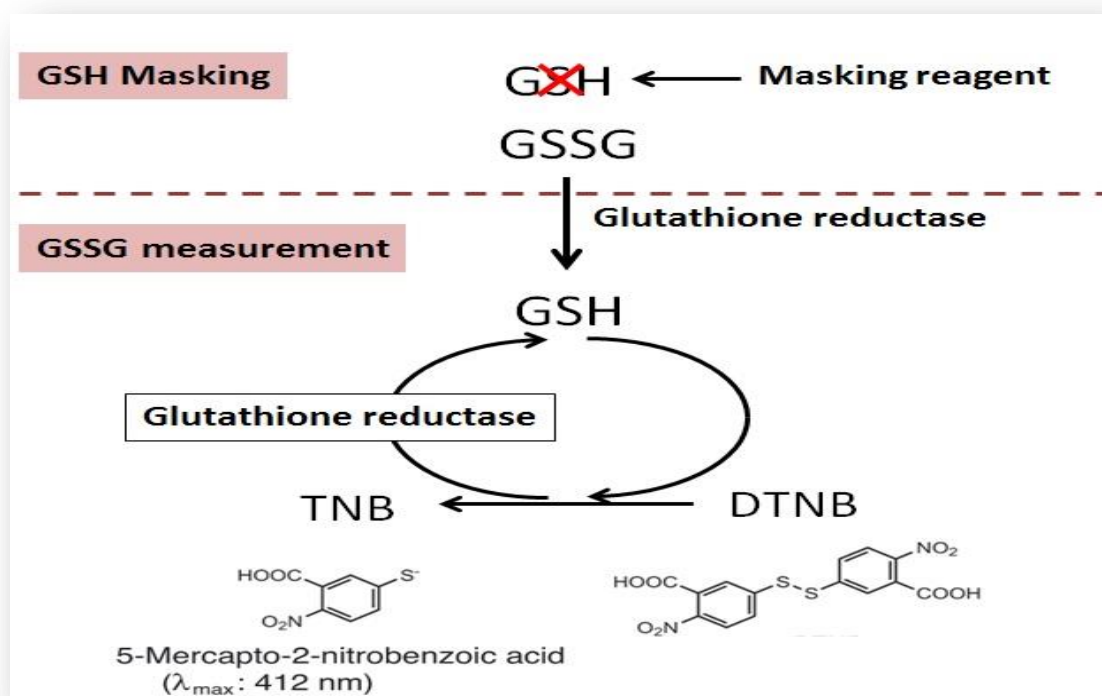 GSH Masking
GSH
Masking reagent
GSSG
Glutathione reductase
GSSG measurement
GSH
Glutathione reductase
TNB
DTNB
HOOC
S-
O₂N
NO₂
HOOC
S
S
COOH
O₂N
5-Mercapto-2-nitrobenzoic acid
(λmax: 412 nm)